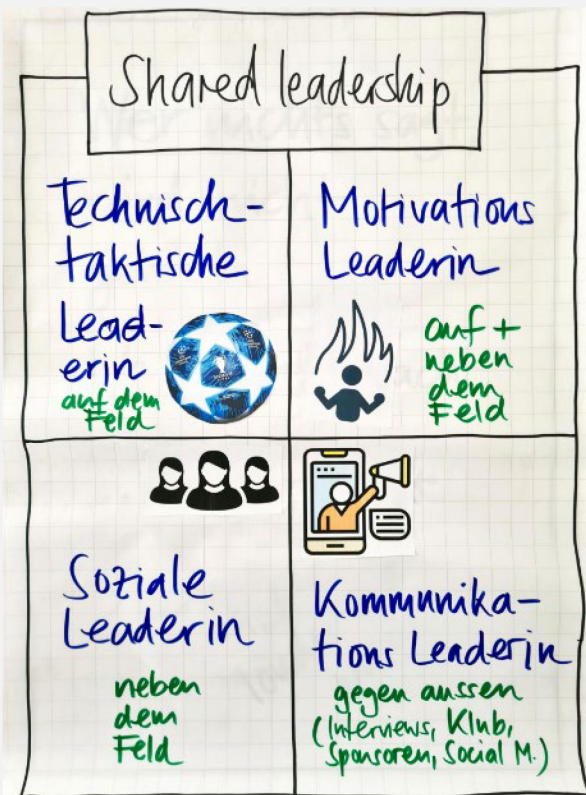 Shared leadership
Technisch-
taktische
Lead-
erin
auf dem
Feld
Motivations
Leaderin
auf +
neben
dem
Feld
Soziale
Leaderin
neben
dem
Feld
Kommunika-
tions Leaderin
gegen aussen
(Interviews, Klub,
Sponsoren, Social M.)